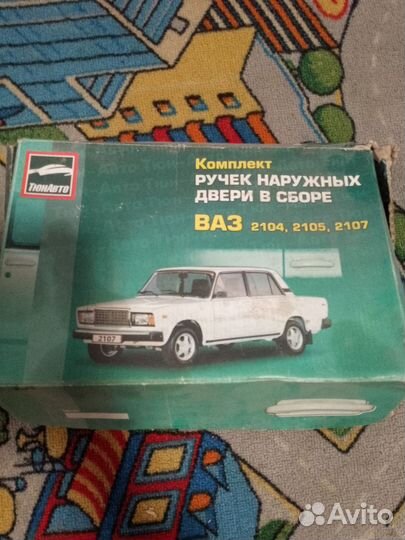 ТюнАвто
Комплект
РУЧЕК НАРУЖНЫХ
ДВЕРИ В СБОРЕ
ВАЗ 2104, 2105, 2107
2107
Avito